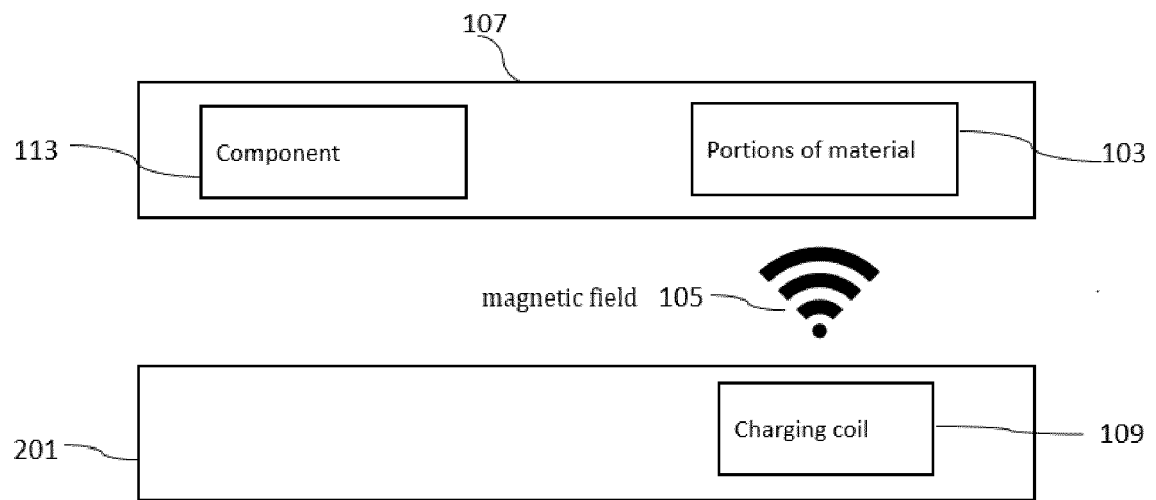 107
113
Component
Portions of material
103
magnetic field 105
201
Charging coil
109